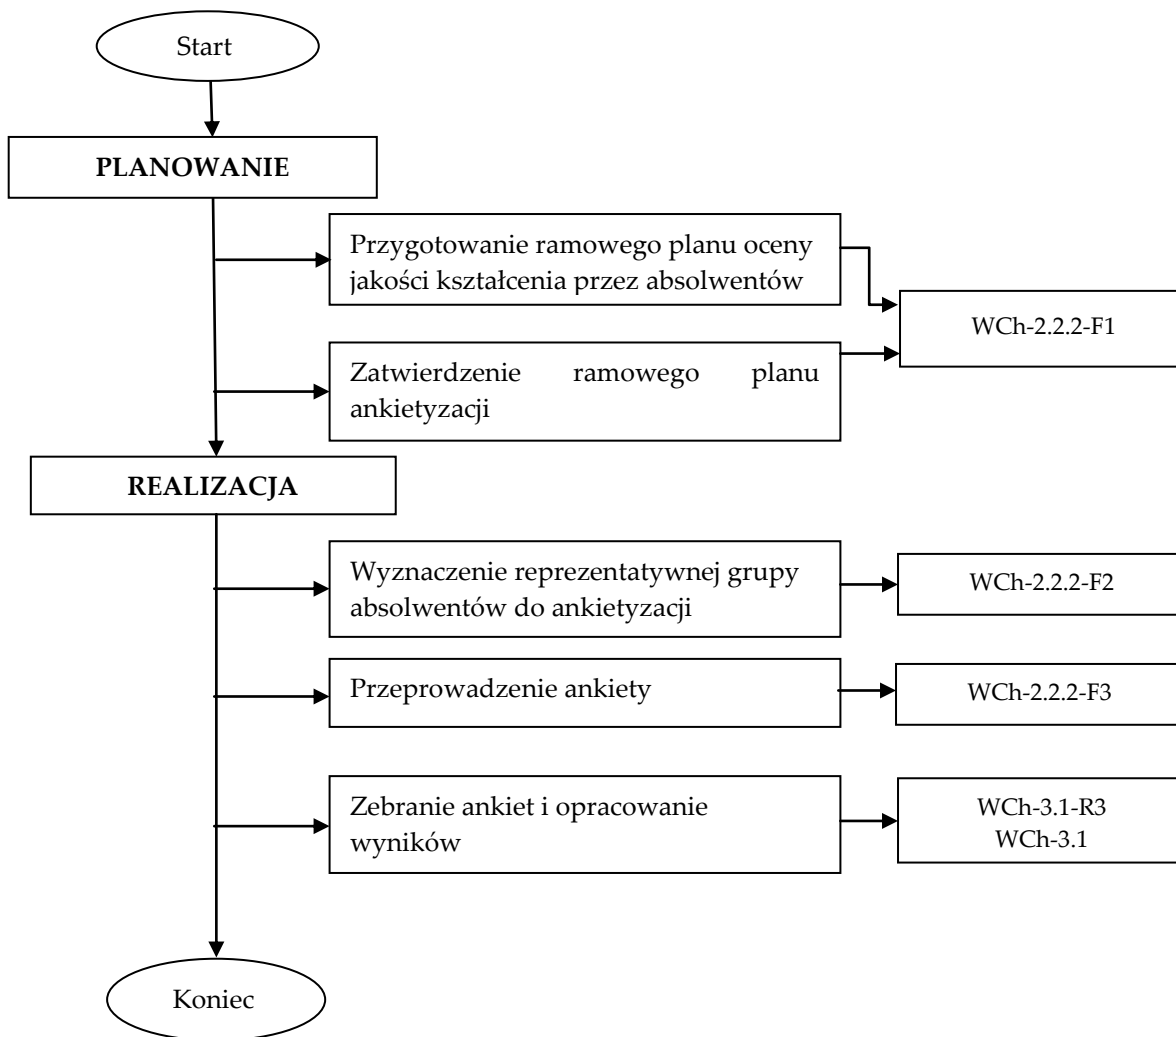 Start
PLANOWANIE
Przygotowanie ramowego planu oceny
jakości kształcenia przez absolwentów
WCh-2.2.2-F1
Zatwierdzenie ramowego planu
ankietyzacji
REALIZACJA
Wyznaczenie reprezentatywnej grupy
absolwentów do ankietyzacji
WCh-2.2.2-F2
Przeprowadzenie ankiety
WCh-2.2.2-F3
Zebranie ankiet i opracowanie
wyników
WCh-3.1-R3
WCh-3.1
Koniec